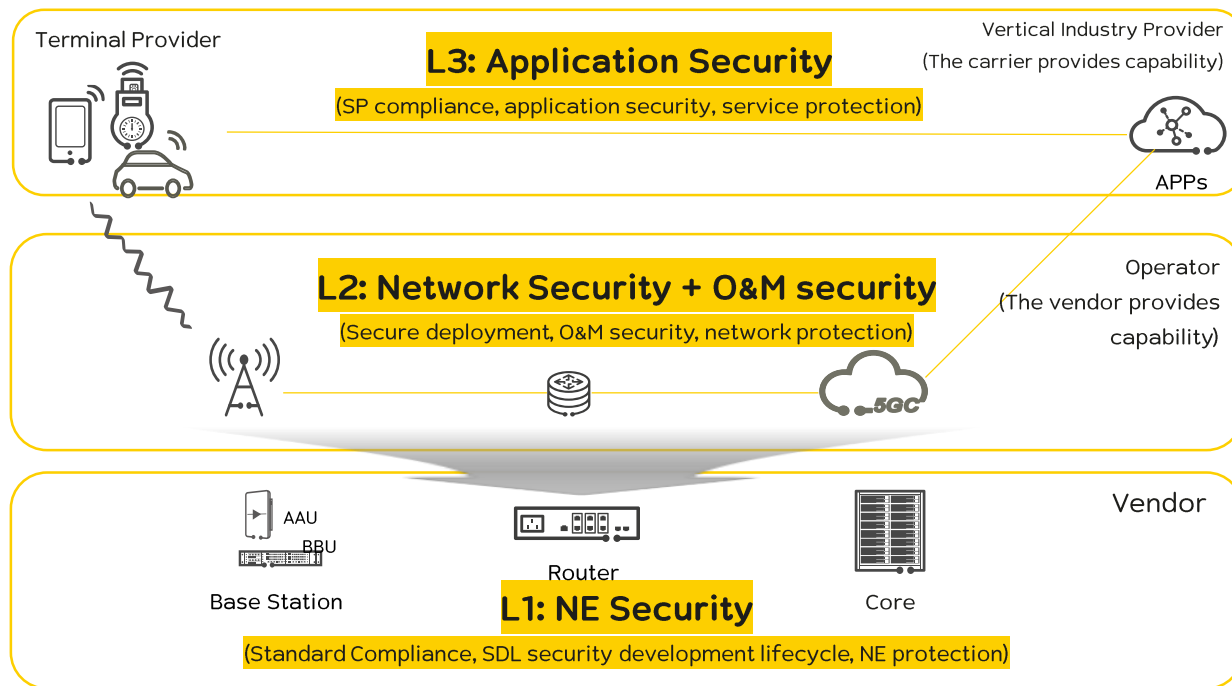 Terminal Provider
L3: Application Security
(SP compliance, application security, service protection)
Vertical Industry Provider
(The carrier provides capability)
APPs
L2: Network Security + O&M security
(Secure deployment, O&M security, network protection)
Operator
(The vendor provides
capability)
5GC
Vendor
AAU
BBU
Base Station
Router
Core
L1: NE Security
(Standard Compliance, SDL security development lifecycle, NE protection)